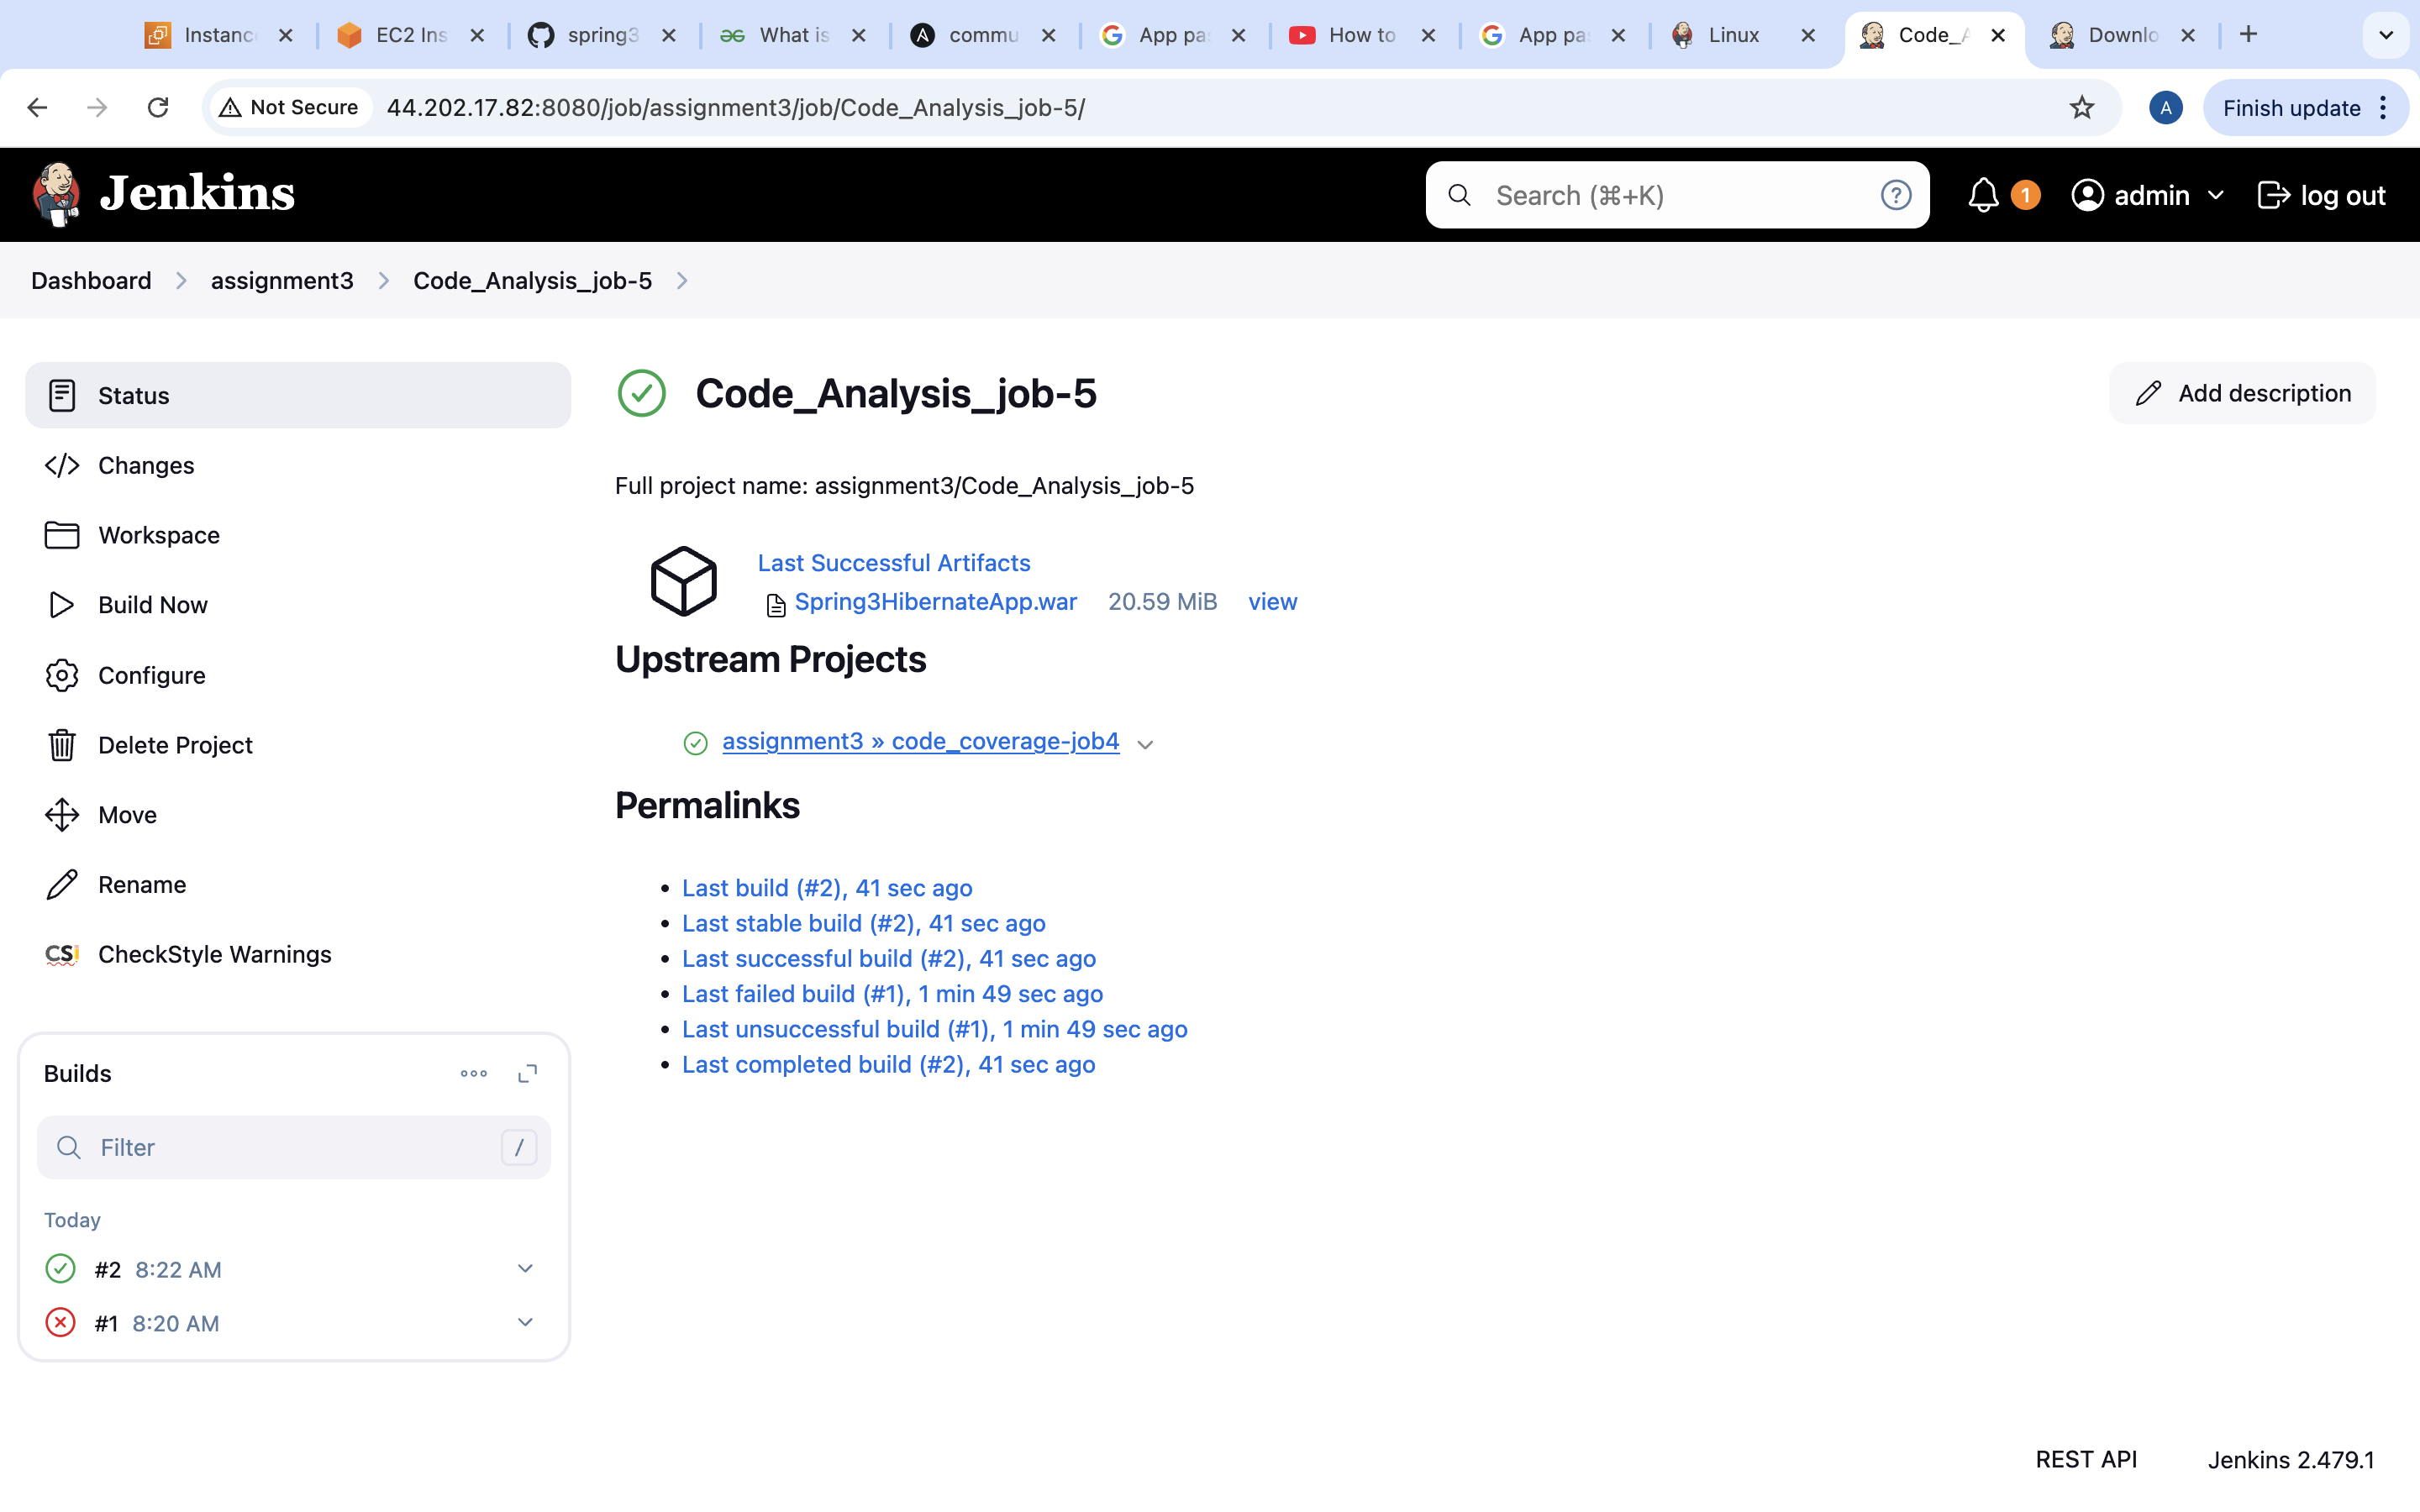 Instanc
EC2 Ins
spring3
What is
commu
App pa
How to
App pa
Linux
Code_A
Downlo
Not Secure
44.202.17.82:8080/job/assignment3/job/Code_Analysis_job-5/
A
Finish update
Jenkins
Search (⌘+K)
?
1
admin
log out
Dashboard
assignment3
Code_Analysis_job-5
Status
Changes
Workspace
Build Now
Configure
Delete Project
Move
Rename
CS!
CheckStyle Warnings
Builds
Filter
/
Today
#2 8:22 AM
#1 8:20 AM
Code_Analysis_job-5
Add description
Full project name: assignment3/Code_Analysis_job-5
Last Successful Artifacts
Spring3HibernateApp.war 20.59 MiB view
Upstream Projects
assignment3 » code_coverage-job4
Permalinks
Last build (#2), 41 sec ago
Last stable build (#2), 41 sec ago
Last successful build (#2), 41 sec ago
Last failed build (#1), 1 min 49 sec ago
Last unsuccessful build (#1), 1 min 49 sec ago
Last completed build (#2), 41 sec ago
REST API
Jenkins 2.479.1